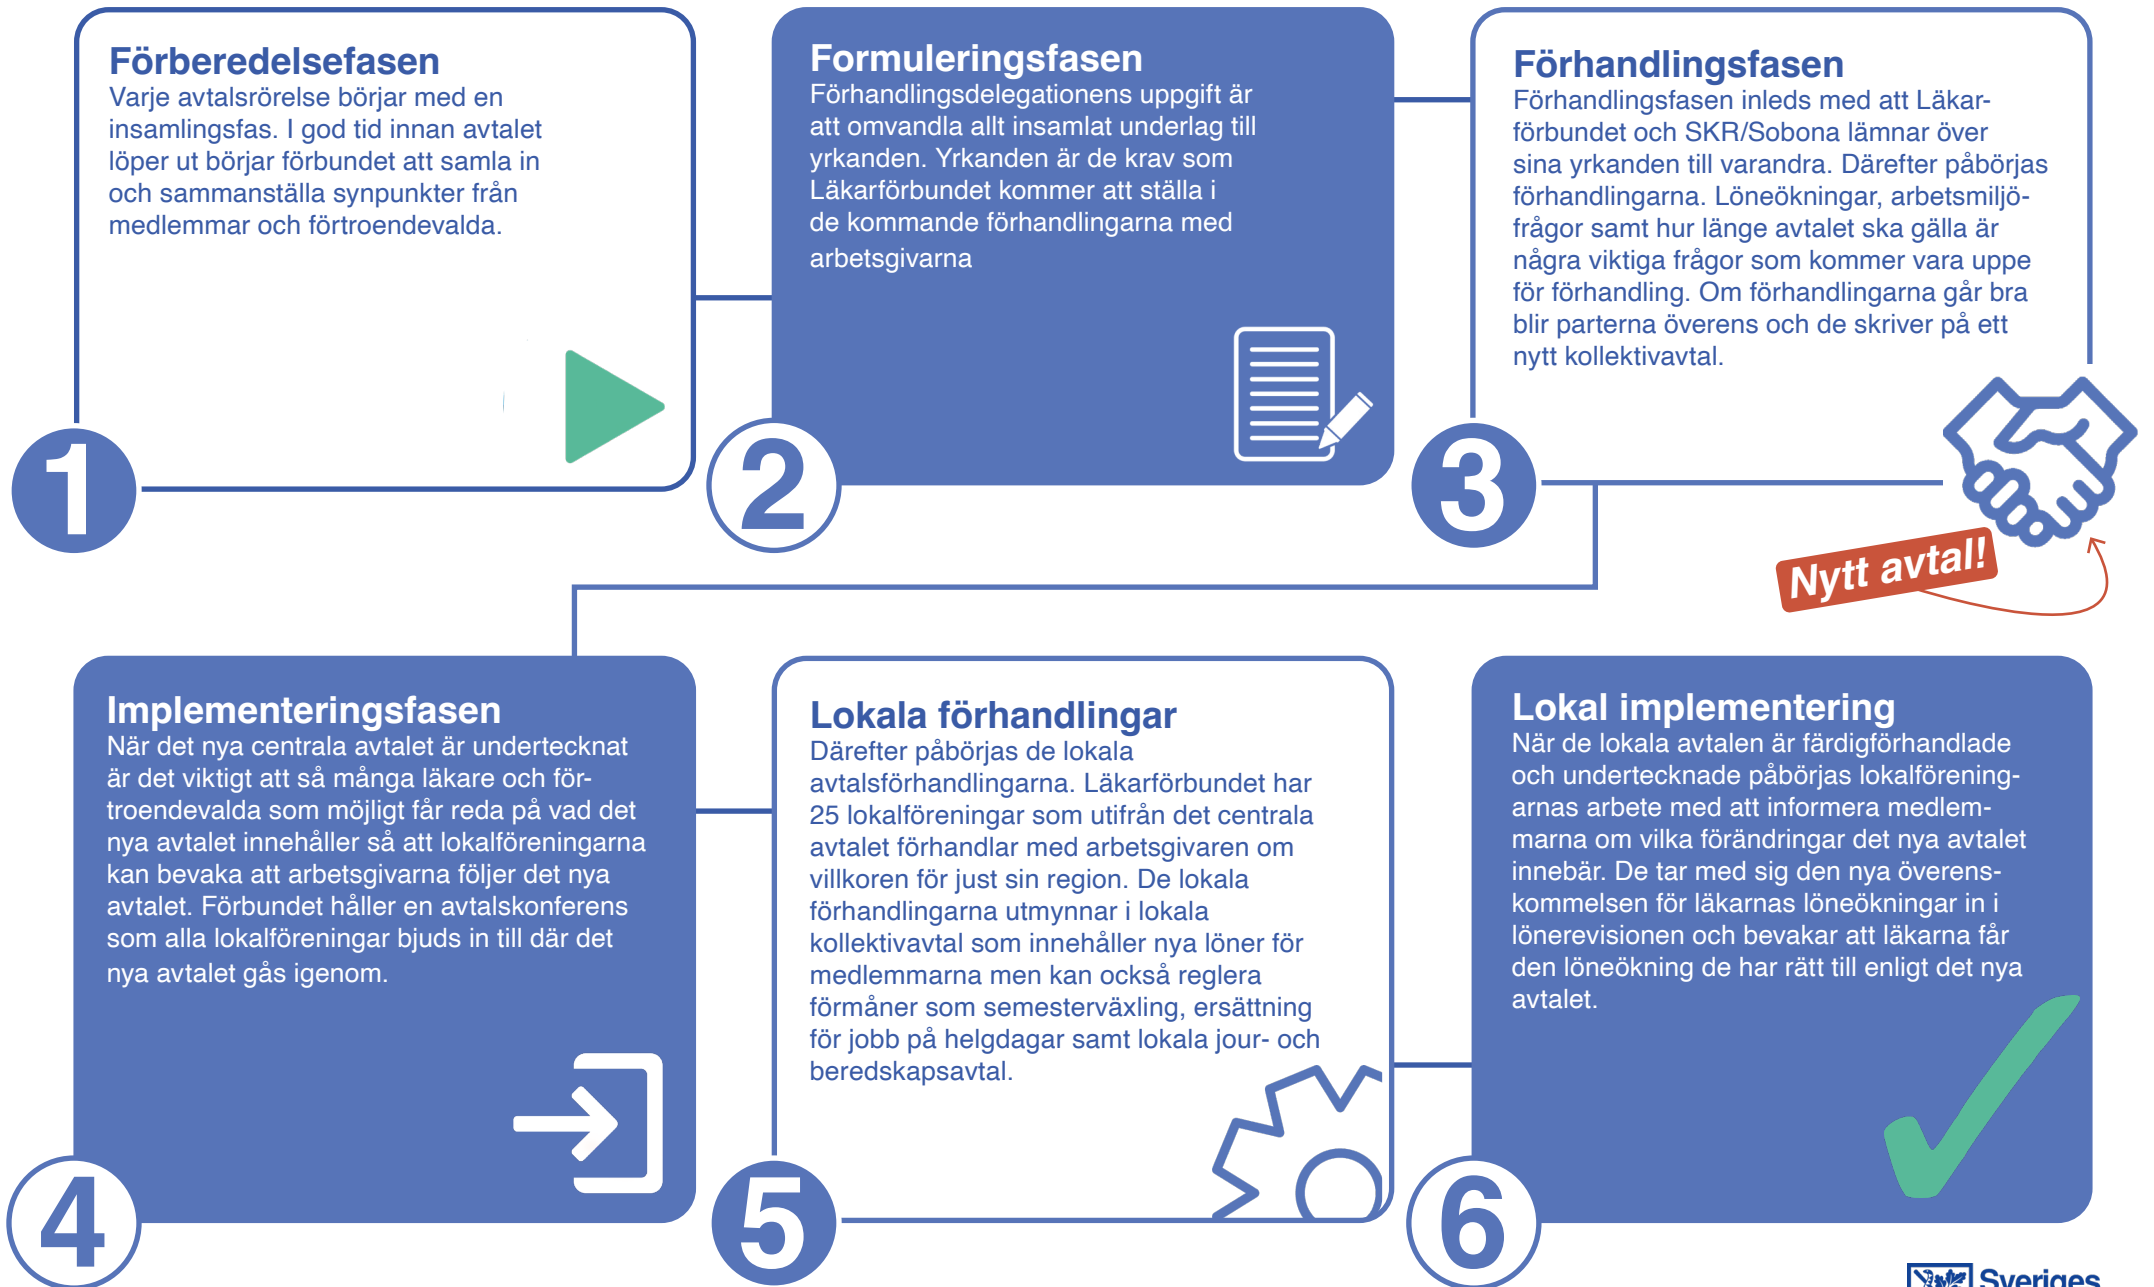 Förberedelsefasen
Varje avtalsrörelse börjar med en
insamlingsfas. I god tid innan avtalet
löper ut börjar förbundet att samla in
och sammanställa synpunkter från
medlemmar och förtroendevalda.
1
Formuleringsfasen
Förhandlingsdelegationens uppgift är
att omvandla allt insamlat underlag till
yrkanden. Yrkanden är de krav som
Läkarförbundet kommer att ställa i
de kommande förhandlingarna med
arbetsgivarna
2
Förhandlingsfasen
Förhandlingsfasen inleds med att Läkar-
förbundet och SKR/Sobona lämnar över
sina yrkanden till varandra. Därefter påbörjas
förhandlingarna. Löneökningar, arbetsmiljö-
frågor samt hur länge avtalet ska gälla är
några viktiga frågor som kommer vara uppe
för förhandling. Om förhandlingarna går bra
blir parterna överens och de skriver på ett
nytt kollektivavtal.
3
Nytt avtal!
Implementeringsfasen
När det nya centrala avtalet är undertecknat
är det viktigt att så många läkare och för-
troendevalda som möjligt får reda på vad det
nya avtalet innehåller så att lokalföreningarna
kan bevaka att arbetsgivarna följer det nya
avtalet. Förbundet håller en avtalskonferens
som alla lokalföreningar bjuds in till där det
nya avtalet gås igenom.
4
Lokala förhandlingar
Därefter påbörjas de lokala
avtalsförhandlingarna. Läkarförbundet har
25 lokalföreningar som utifrån det centrala
avtalet förhandlar med arbetsgivaren om
villkoren för just sin region. De lokala
förhandlingarna utmynnar i lokala
kollektivavtal som innehåller nya löner för
medlemmarna men kan också reglera
förmåner som semesterväxling, ersättning
för jobb på helgdagar samt lokala jour- och
beredskapsavtal.
5
Lokal implementering
När de lokala avtalen är färdigförhandlade
och undertecknade påbörjas lokalförening-
arnas arbete med att informera medlem-
marna om vilka förändringar det nya avtalet
innebär. De tar med sig den nya överens-
kommelsen för läkarnas löneökningar in i
lönerevisionen och bevakar att läkarna får
den löneökning de har rätt till enligt det nya
avtalet.
6
Sveriges